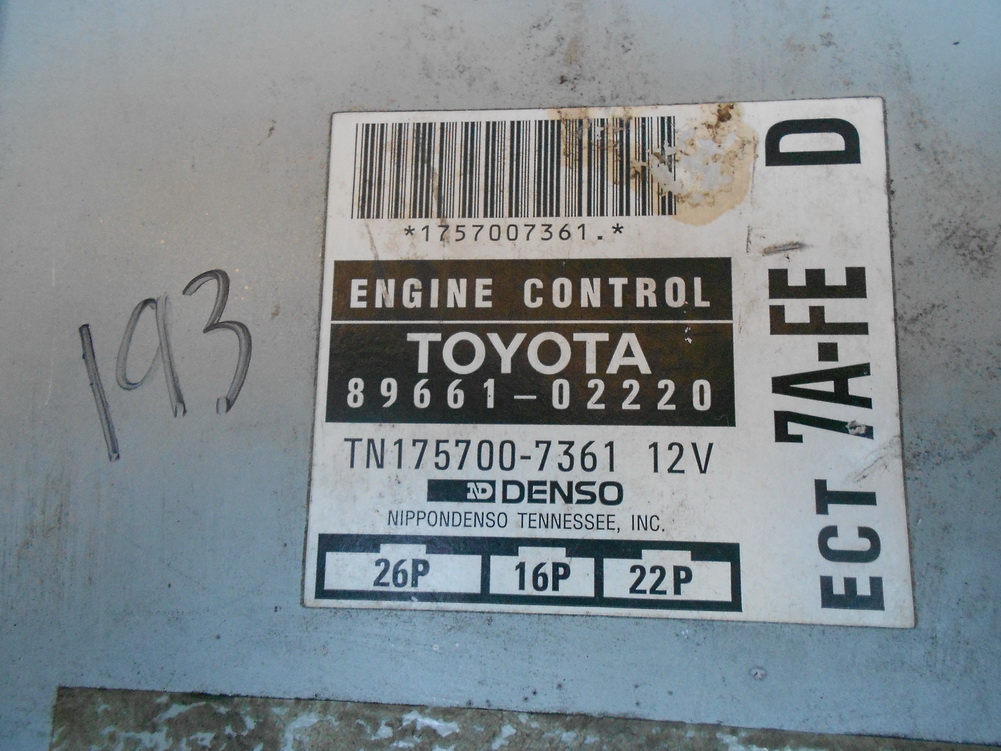 193
*1757007361.*
ENGINE CONTROL
TOYOTA
89661-02220
TN175700-7361 12V
ND DENSO
NIPPONDENSO TENNESSEE, INC.
26P 16P 22P
ECT 7A-FE D